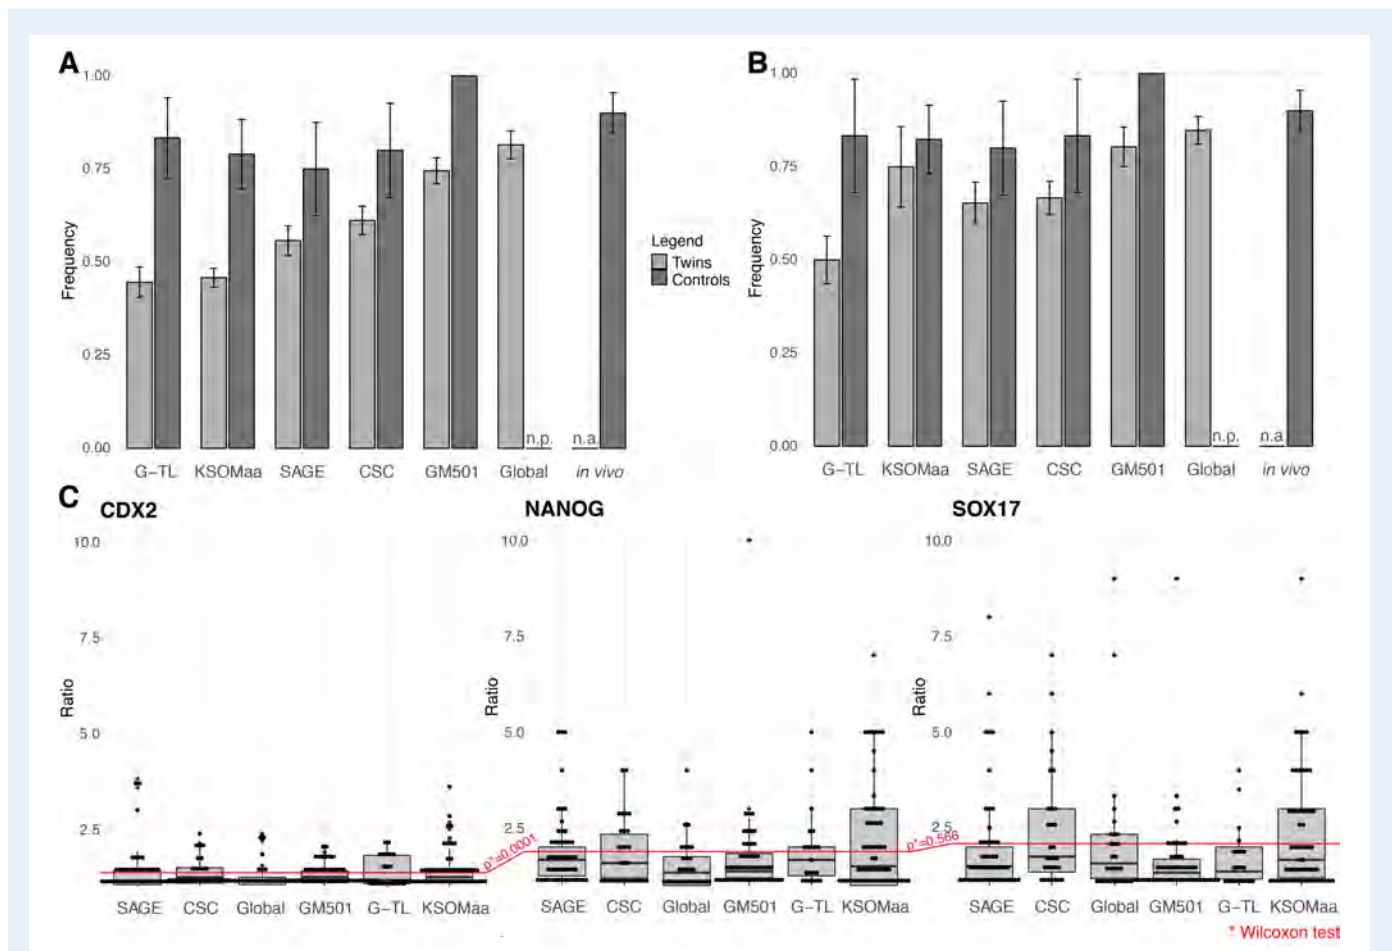 A
1.00
0.75
0.50
0.25
0.00
Frequency
n.p.
n.a.
G-TL KSOMaa SAGE CSC GM501 Global in vivo
Legend
Twins
Controls
B
1.00
0.75
0.50
0.25
0.00
Frequency
n.p.
n.a.
G-TL KSOMaa SAGE CSC GM501 Global in vivo
C
CDX2
10.0
7.5
5.0
2.5
Ratio
SAGE CSC Global GM501 G-TL KSOMaa
p*=0.0001
NANOG
10.0
7.5
5.0
2.5
Ratio
SAGE CSC Global GM501 G-TL KSOMaa
p*=0.566
SOX17
10.0
7.5
5.0
2.5
Ratio
SAGE CSC Global GM501 G-TL KSOMaa
* Wilcoxon test